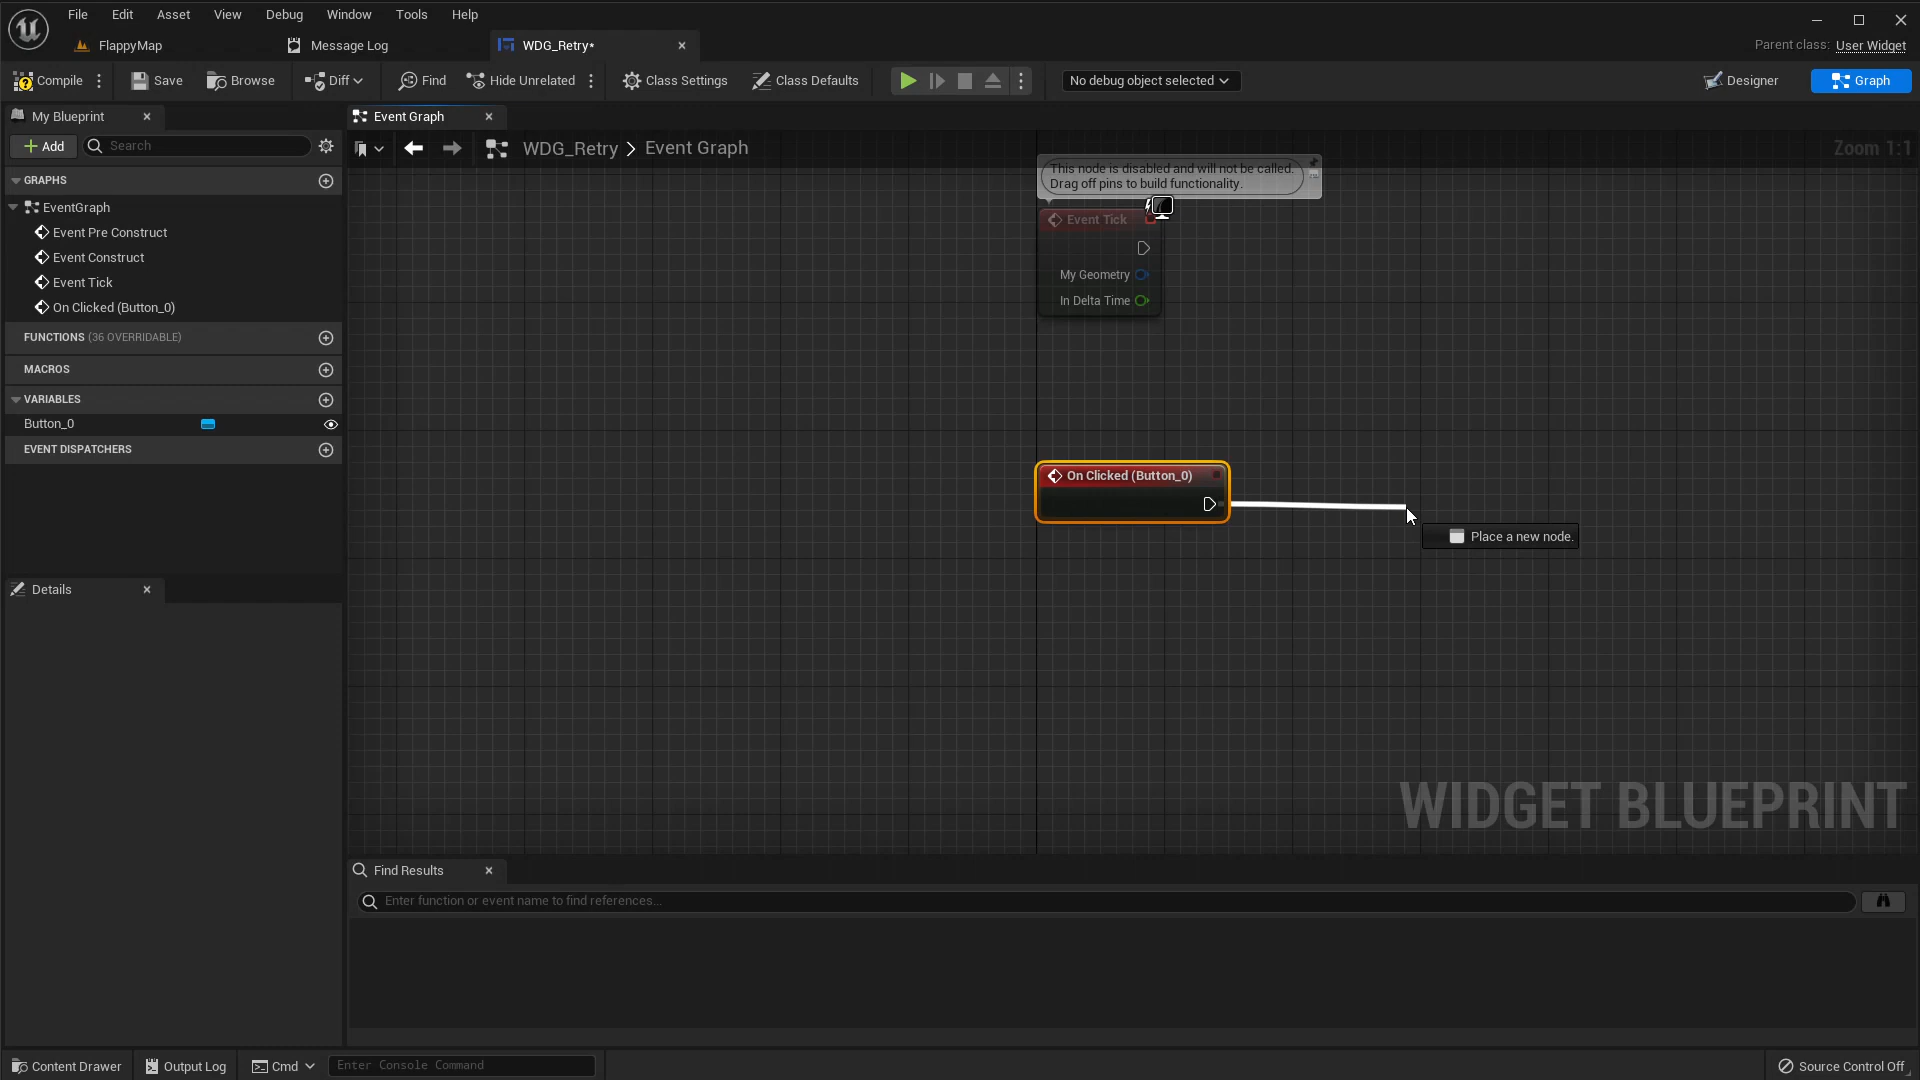 File Edit Asset View Debug Window Tools Help
FlappyMap
Message Log
WDG_Retry*
Parent class: User Widget
Compile
Save
Browse
Diff
Find
Hide Unrelated
Class Settings
Class Defaults
No debug object selected
Designer
Graph
My Blueprint
Event Graph
Add
Search
WDG_Retry > Event Graph
Zoom 1:1
GRAPHS
EventGraph
Event Pre Construct
Event Construct
Event Tick
On Clicked (Button_0)
FUNCTIONS (36 OVERRIDABLE)
MACROS
VARIABLES
Button_0
EVENT DISPATCHERS
Details
This node is disabled and will not be called.
Drag off pins to build functionality.
Event Tick
My Geometry
In Delta Time
On Clicked (Button_0)
Place a new node.
WIDGET BLUEPRINT
Find Results
Enter function or event name to find references...
Content Drawer
Output Log
Cmd
Enter Console Command
Source Control Off